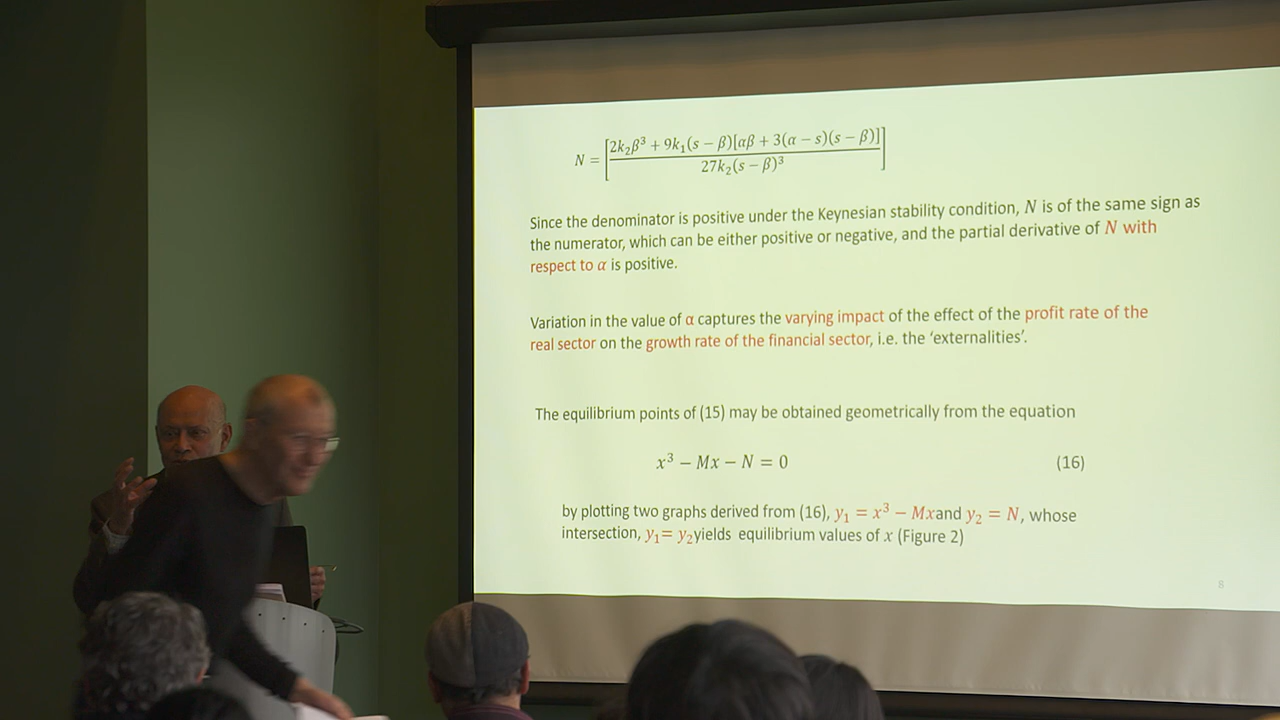 N = [2k₂β³ + 9k₁(s − β)[αβ + 3(α − s)(s − β)]]
27k₂(s − β)³
Since the denominator is positive under the Keynesian stability condition, N is of the same sign as
the numerator, which can be either positive or negative, and the partial derivative of N with
respect to α is positive.
Variation in the value of α captures the varying impact of the effect of the profit rate of the
real sector on the growth rate of the financial sector, i.e. the ‘externalities’.
The equilibrium points of (15) may be obtained geometrically from the equation
x³ − Mx − N = 0 (16)
by plotting two graphs derived from (16), y₁ = x³ − Mxand y₂ = N, whose
intersection, y₁= y₂yields equilibrium values of x (Figure 2)
8